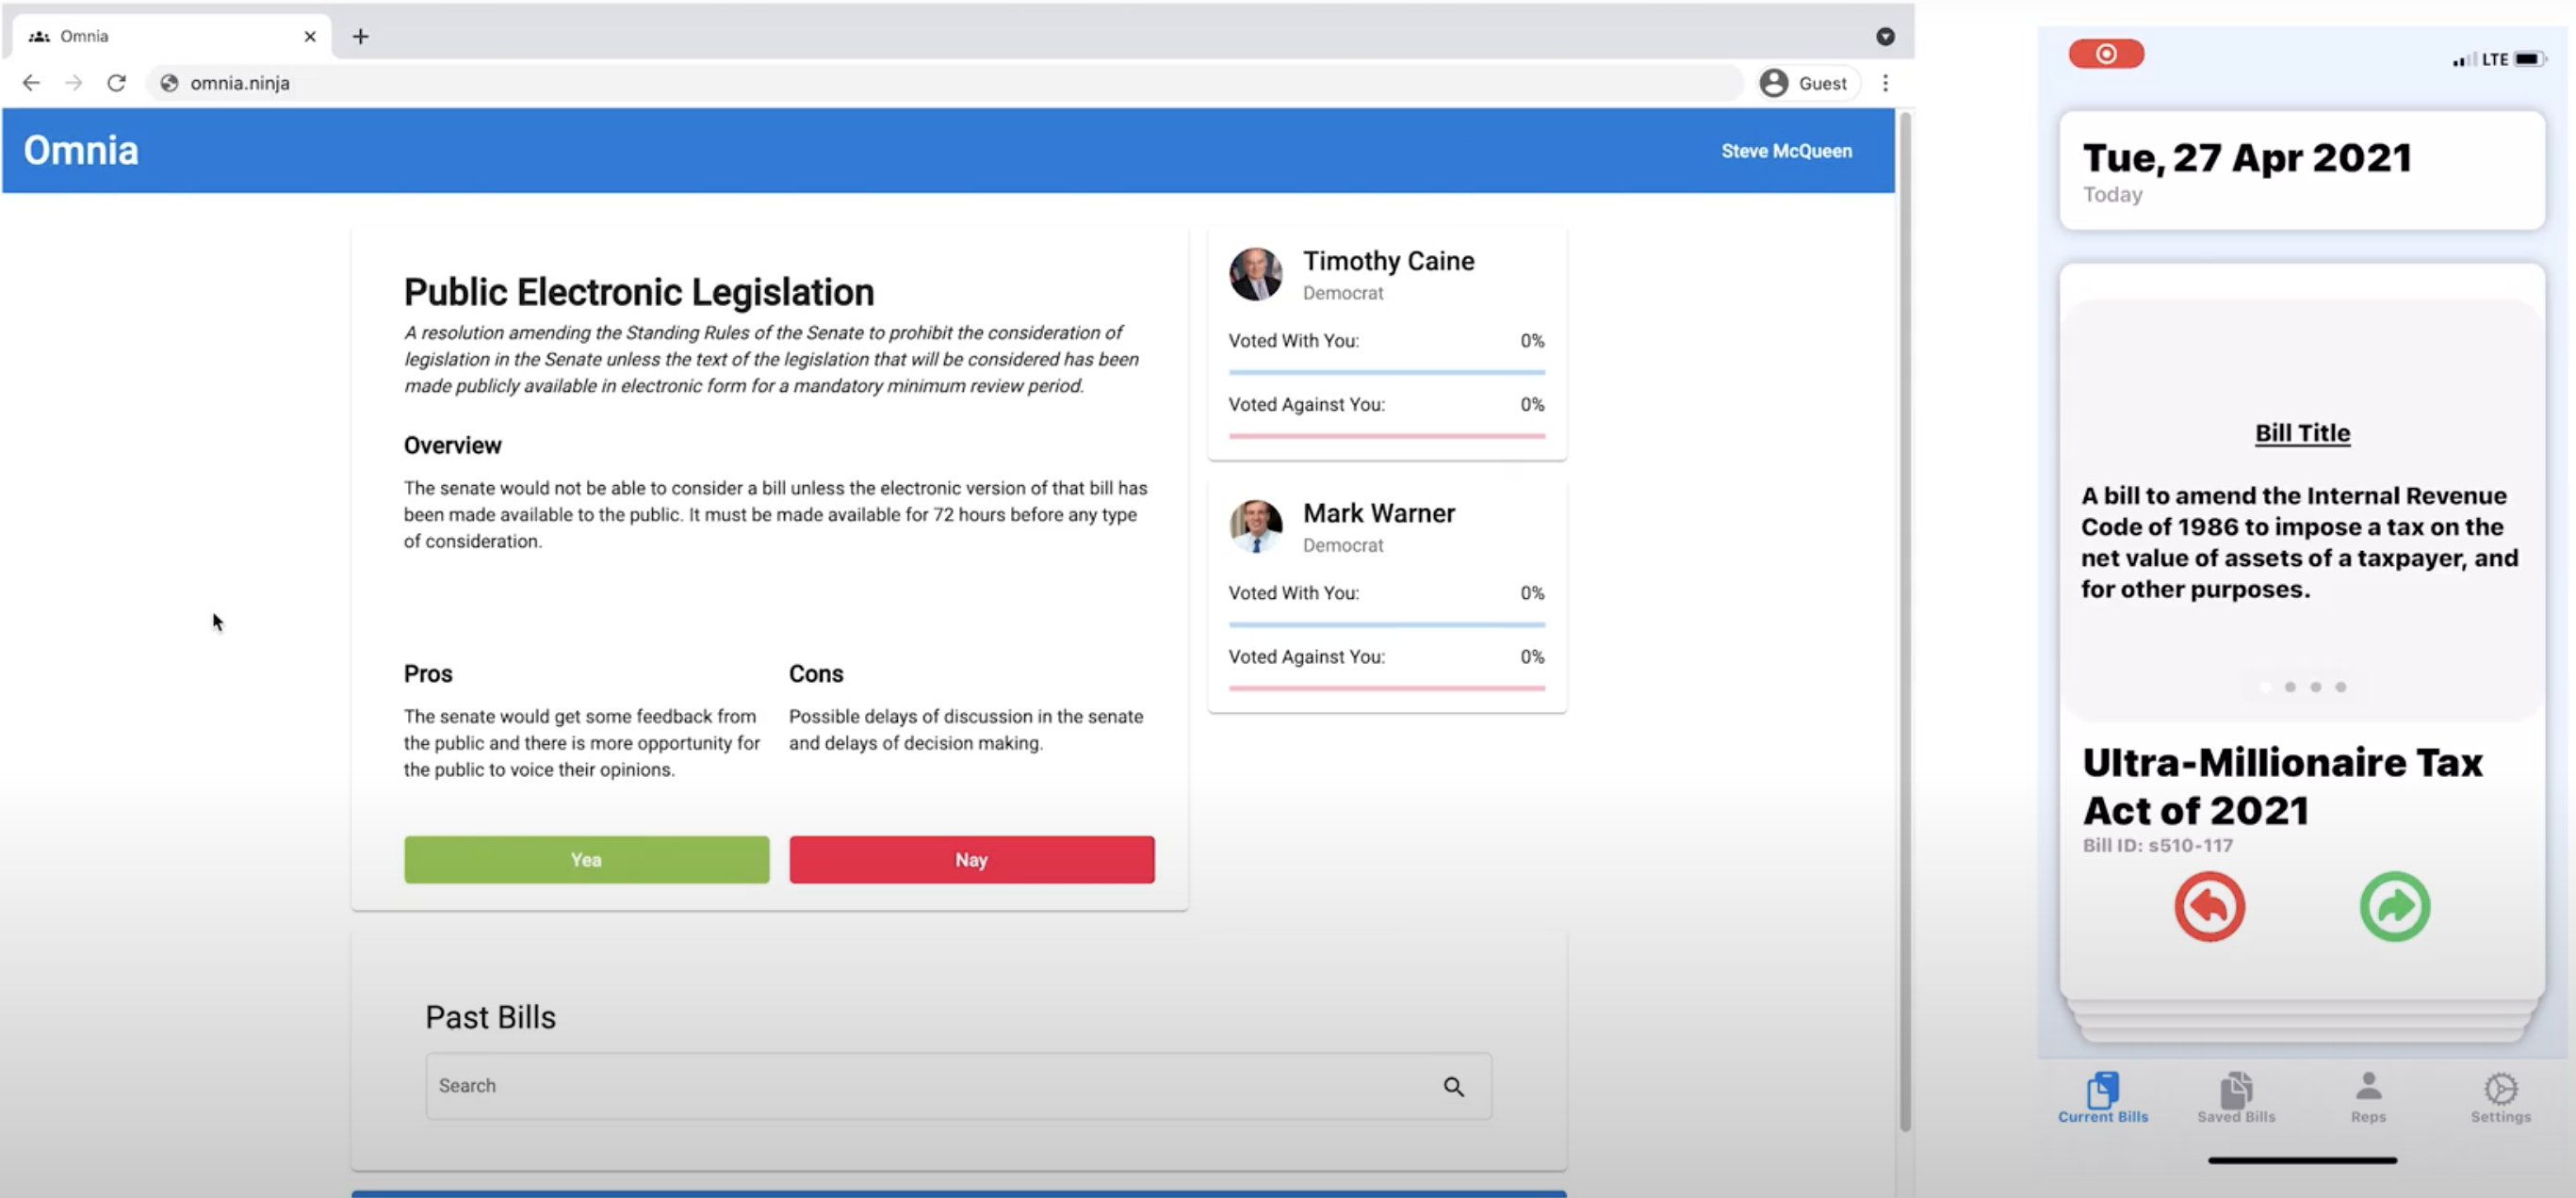 Omnia
omnia.ninja
Guest
Omnia
Steve McQueen
Public Electronic Legislation
A resolution amending the Standing Rules of the Senate to prohibit the consideration of
legislation in the Senate unless the text of the legislation that will be considered has been
made publicly available in electronic form for a mandatory minimum review period.
Overview
The senate would not be able to consider a bill unless the electronic version of that bill has
been made available to the public. It must be made available for 72 hours before any type
of consideration.
Pros
The senate would get some feedback from
the public and there is more opportunity for
the public to voice their opinions.
Cons
Possible delays of discussion in the senate
and delays of decision making.
Yea
Nay
Timothy Caine
Democrat
Voted With You: 0%
Voted Against You: 0%
Mark Warner
Democrat
Voted With You: 0%
Voted Against You: 0%
Past Bills
Search
LTE
Tue, 27 Apr 2021
Today
Bill Title
A bill to amend the Internal Revenue
Code of 1986 to impose a tax on the
net value of assets of a taxpayer, and
for other purposes.
Ultra-Millionaire Tax
Act of 2021
Bill ID: s510-117
Current Bills
Saved Bills
Reps
Settings